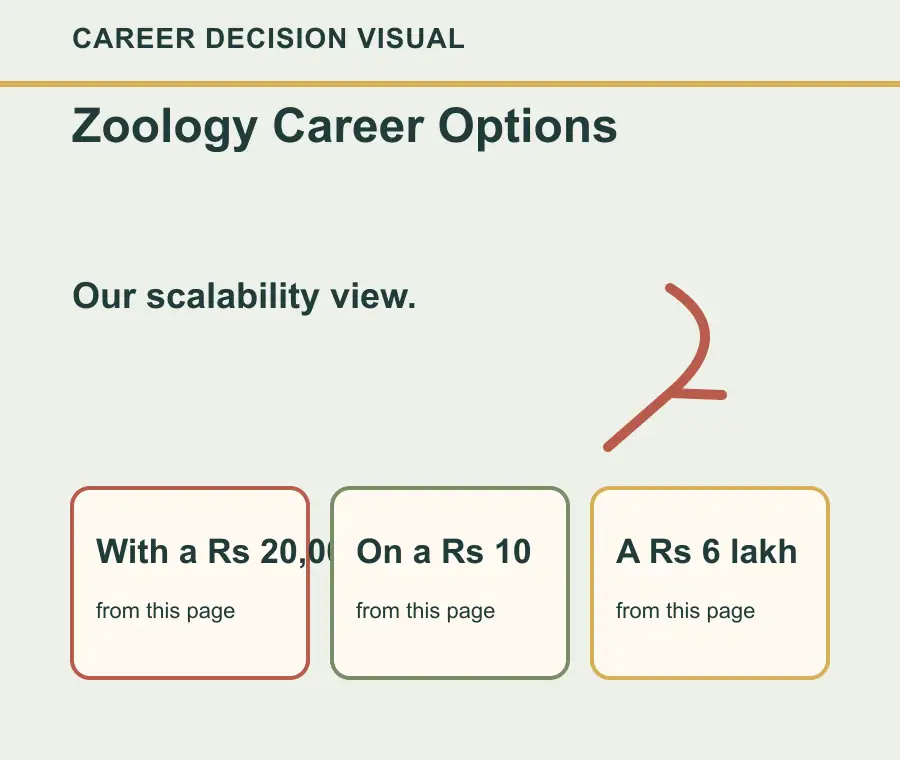 CAREER DECISION VISUAL
Zoology Career Options
Our scalability view.
With a Rs 20,0
from this page
On a Rs 10
from this page
A Rs 6 lakh
from this page